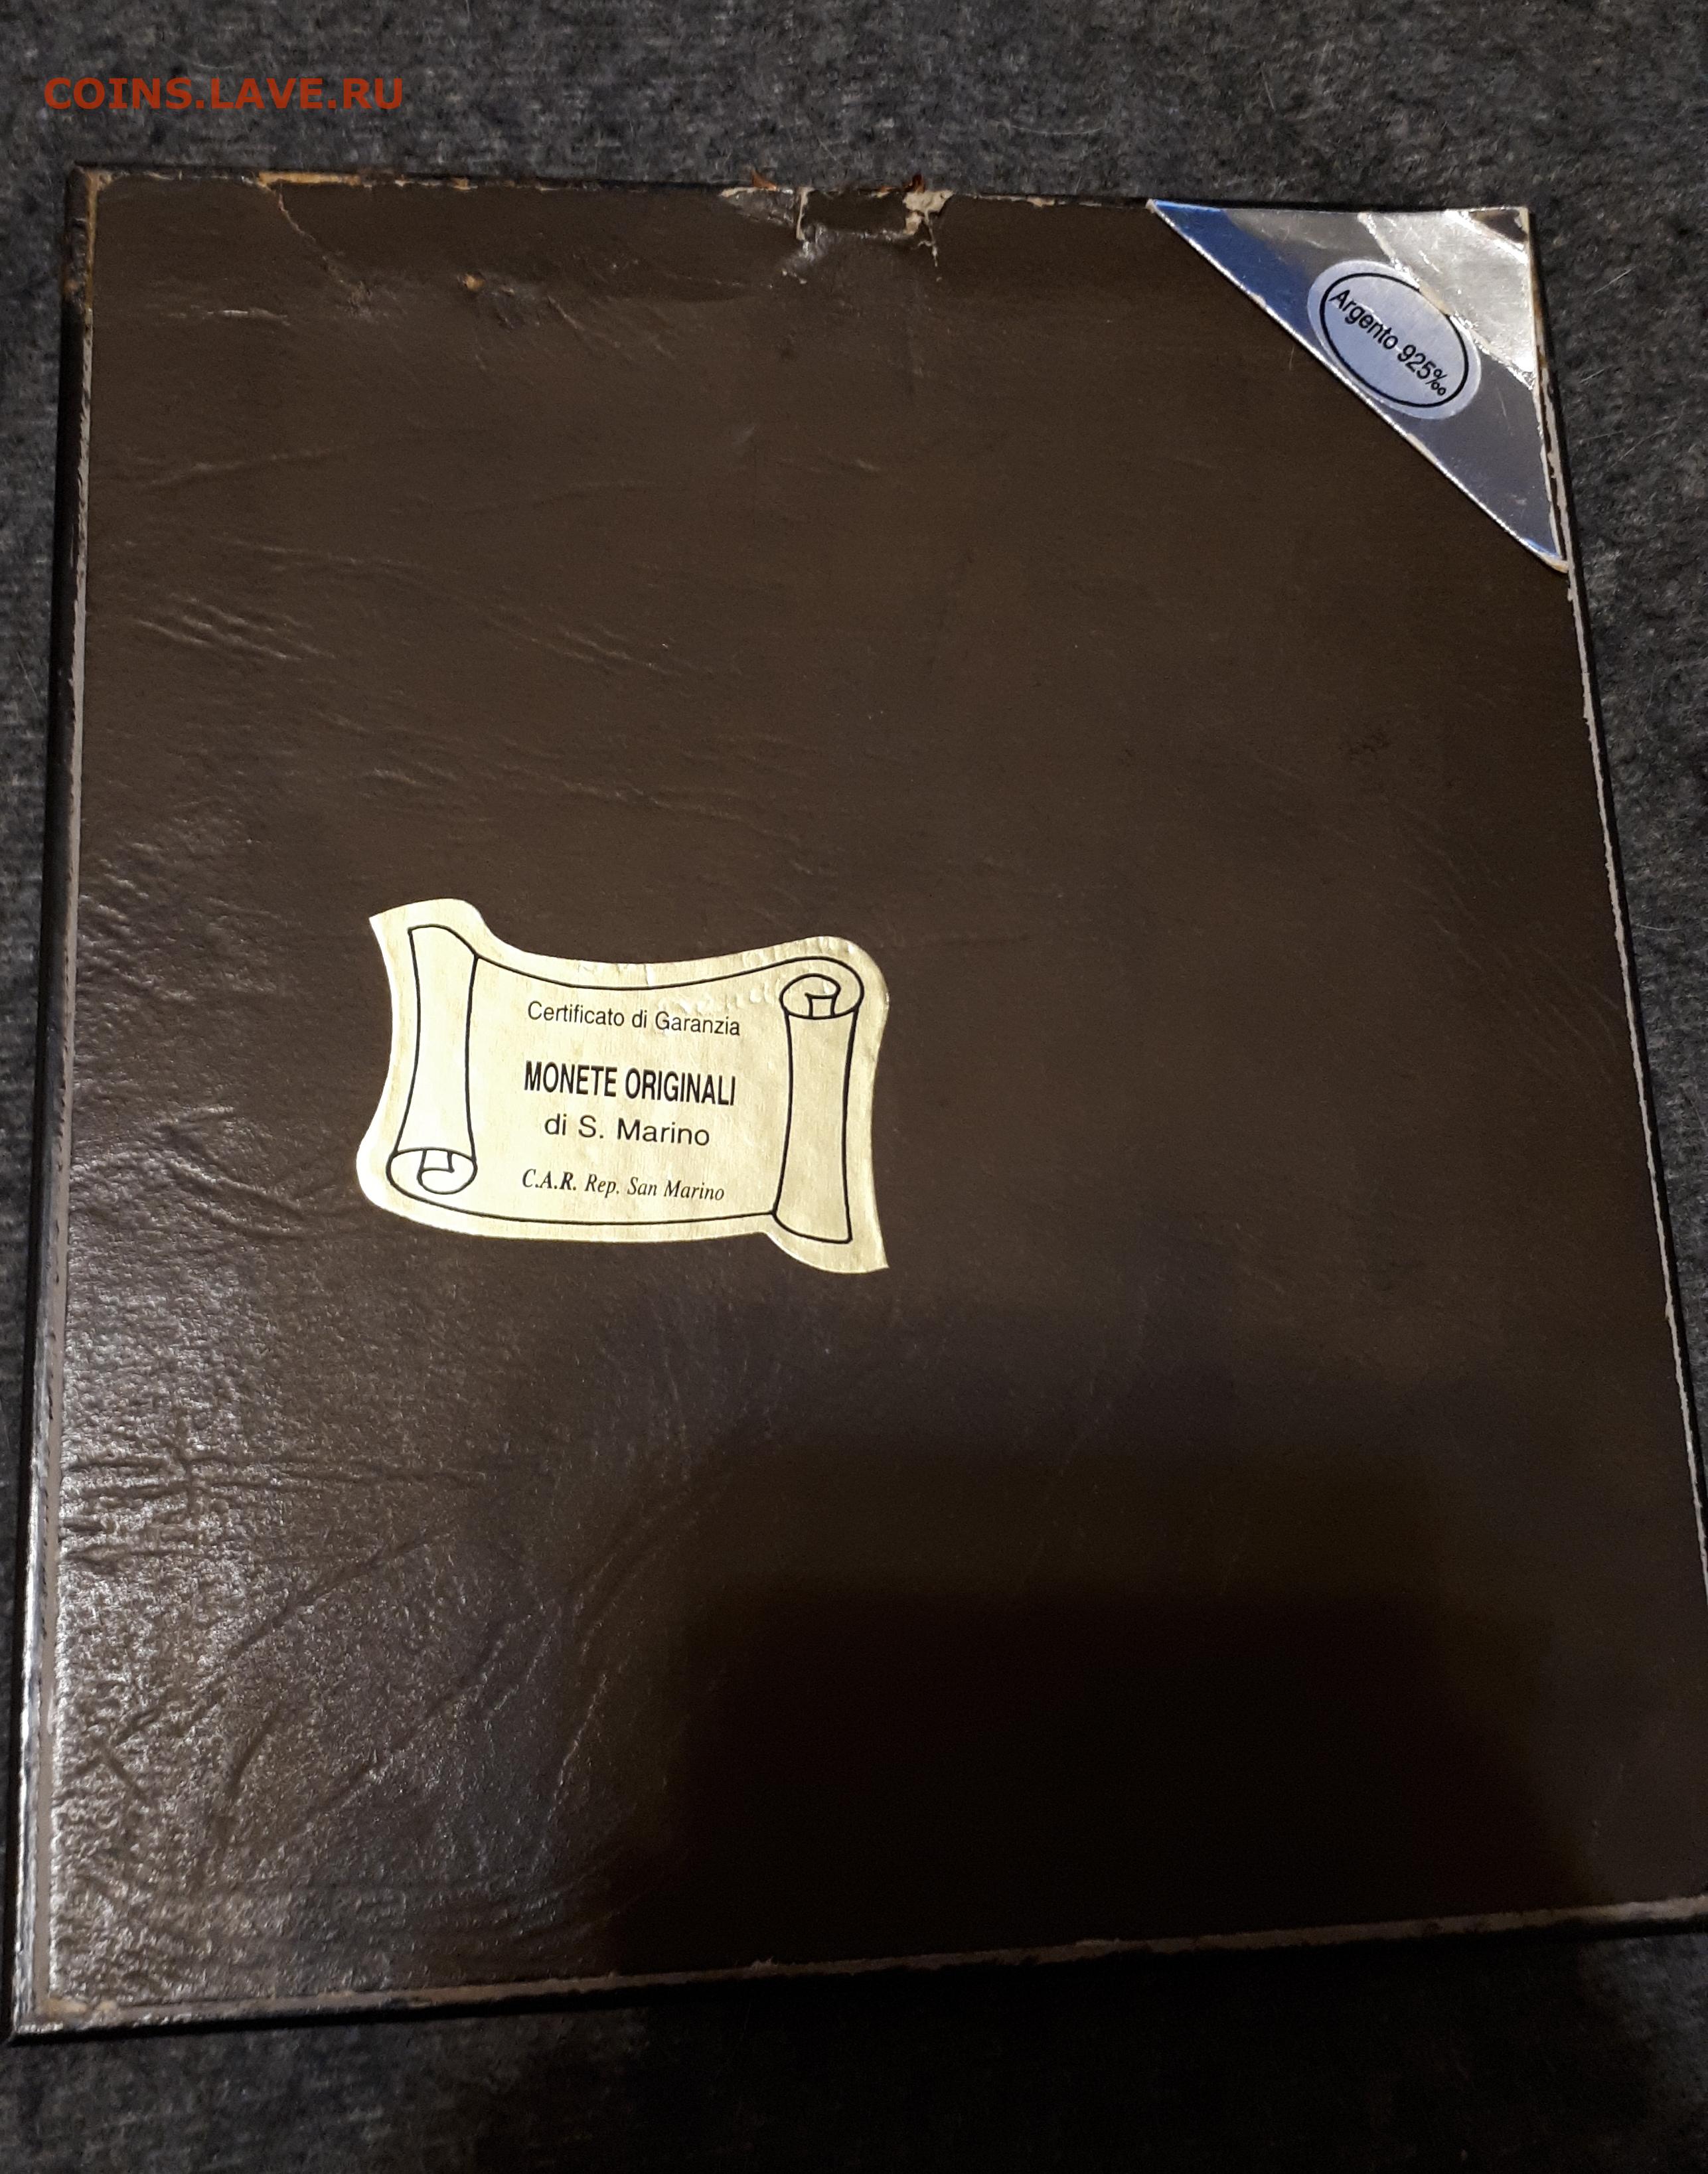 COINS.LAVE.RU
Argento 925‰
Certificato di Garanzia
MONETE ORIGINALI
di S. Marino
C.A.R. Rep. San Marino